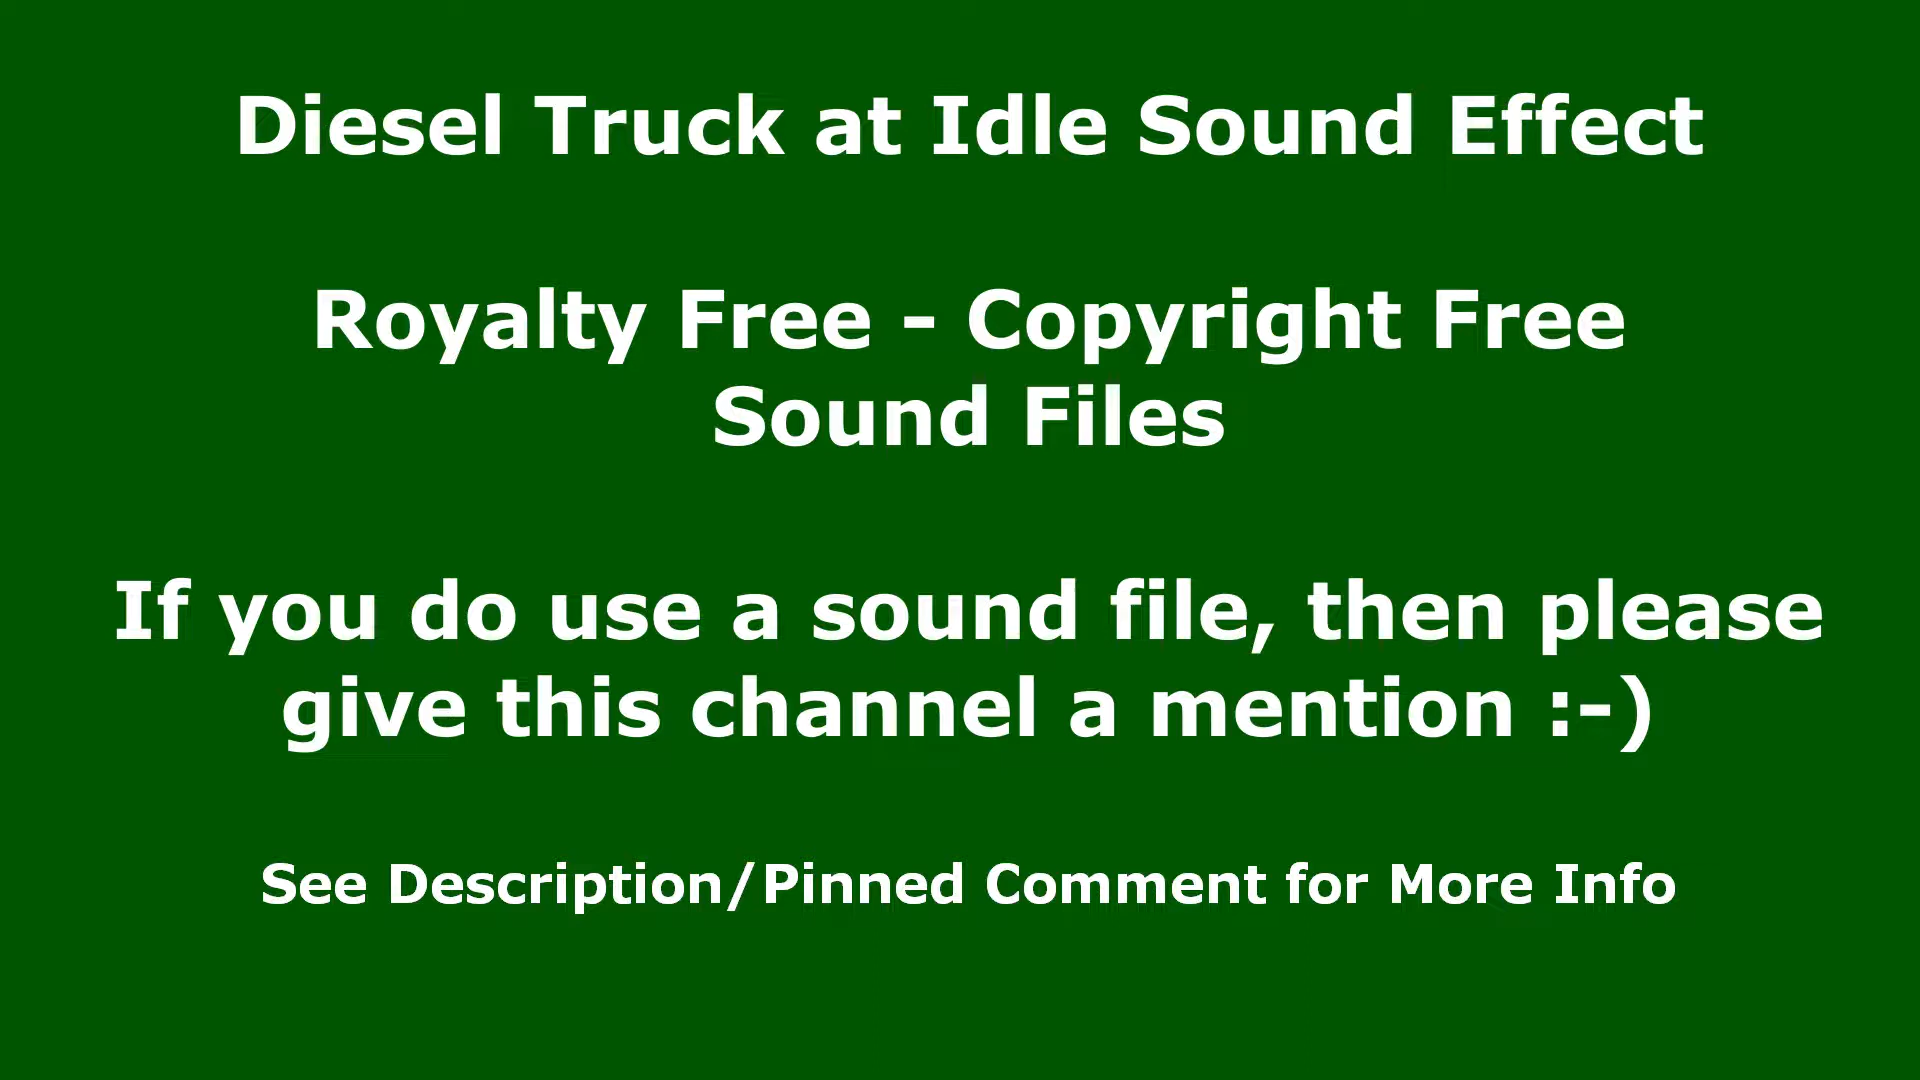 Diesel Truck at Idle Sound Effect
Royalty Free - Copyright Free
Sound Files
If you do use a sound file, then please
give this channel a mention :-)
See Description/Pinned Comment for More Info